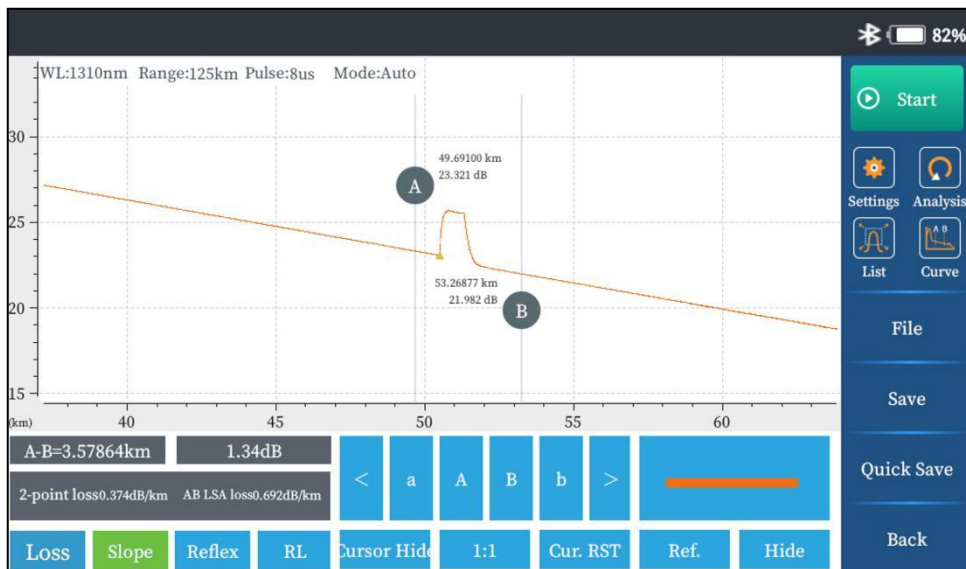 82%
WL:1310nm Range:125km Pulse:8us Mode:Auto
Start
30
49.69100 km
23.321 dB
A
Settings Analysis
25
A B
List Curve
53.26877 km
21.982 dB
B
20
File
15
(km) 40 45 50 55 60
Save
A-B=3.57864km 1.34dB
< a A B b >
2-point loss0.374dB/km AB LSA loss0.692dB/km
Quick Save
Loss Slope Reflex RL Cursor Hide 1:1 Cur. RST Ref. Hide
Back